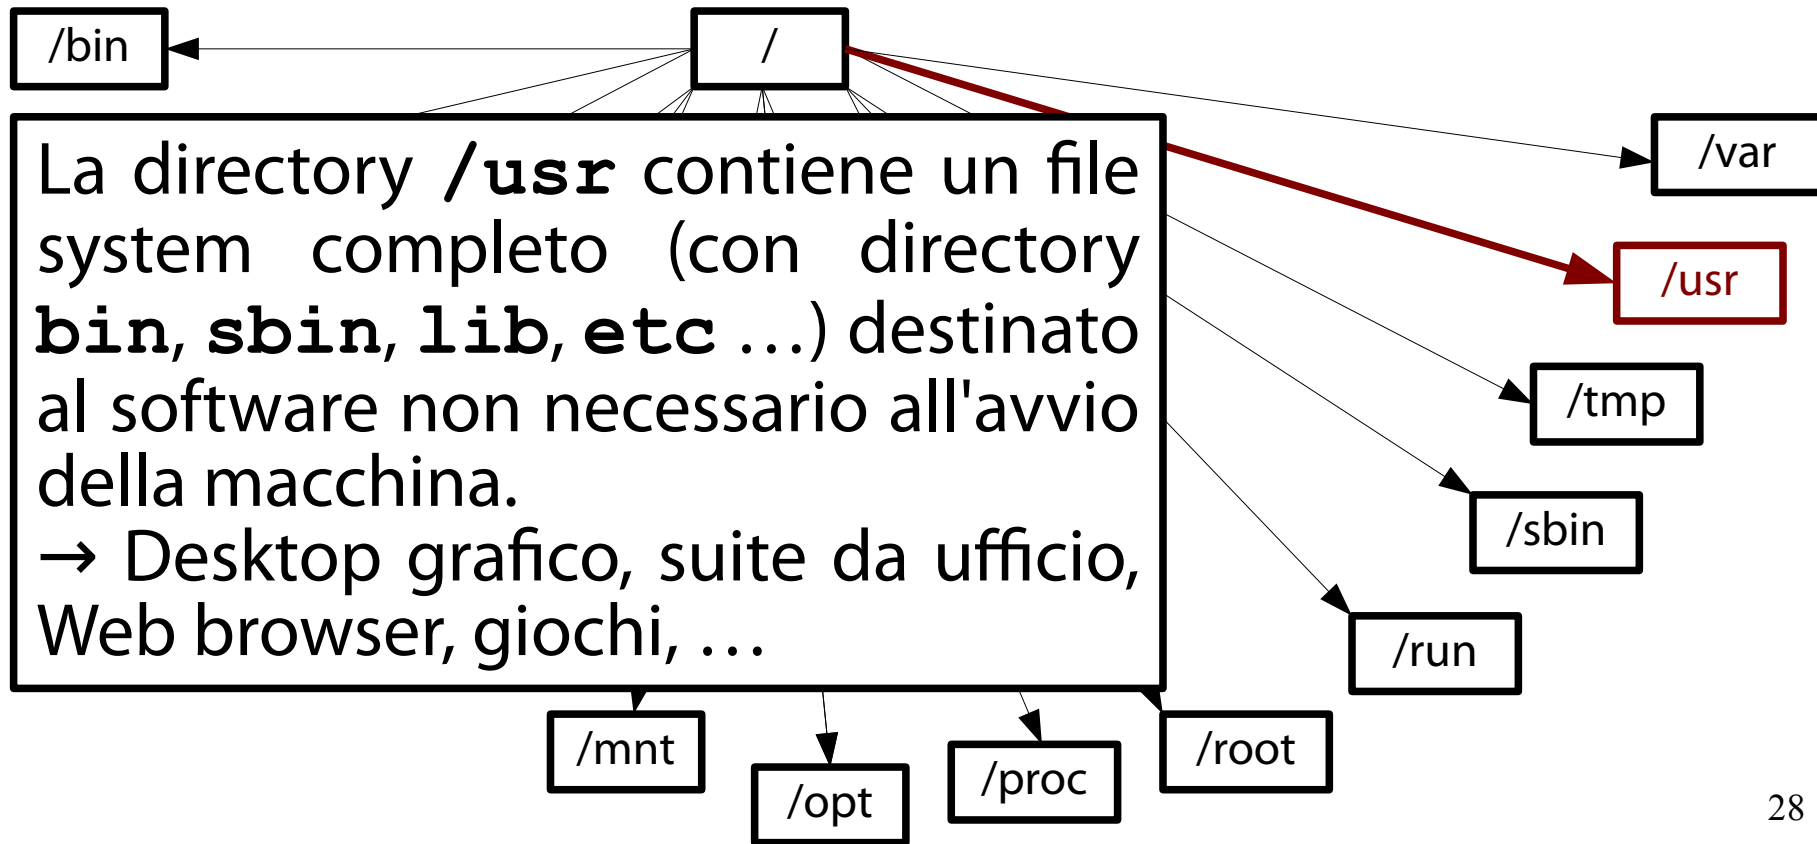 /bin
/
/var
La directory /usr contiene un file
system completo (con directory
bin, sbin, lib, etc …) destinato
al software non necessario all'avvio
della macchina.
→ Desktop grafico, suite da ufficio,
Web browser, giochi, …
/usr
/tmp
/sbin
/run
/mnt
/opt
/proc
/root
28